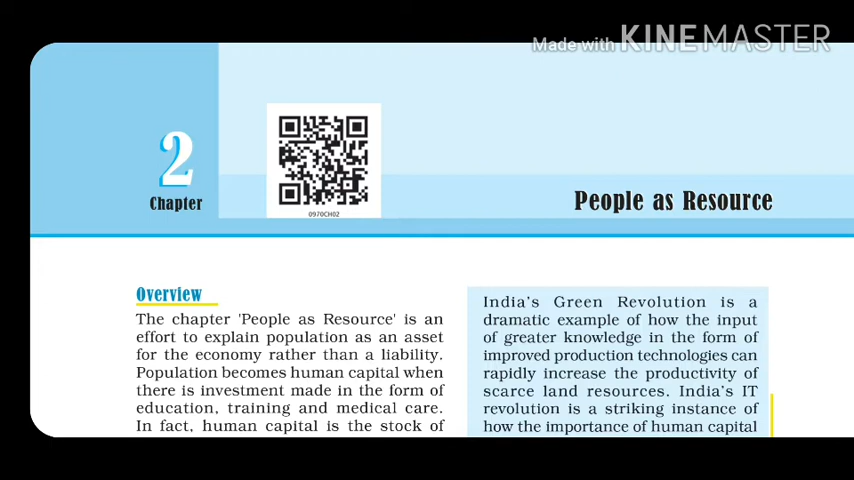 Made with KINEMASTER
2
Chapter
0970CH02
People as Resource
Overview
The chapter 'People as Resource' is an
effort to explain population as an asset
for the economy rather than a liability.
Population becomes human capital when
there is investment made in the form of
education, training and medical care.
In fact, human capital is the stock of
India's Green Revolution is a
dramatic example of how the input
of greater knowledge in the form of
improved production technologies can
rapidly increase the productivity of
scarce land resources. India's IT
revolution is a striking instance of
how the importance of human capital